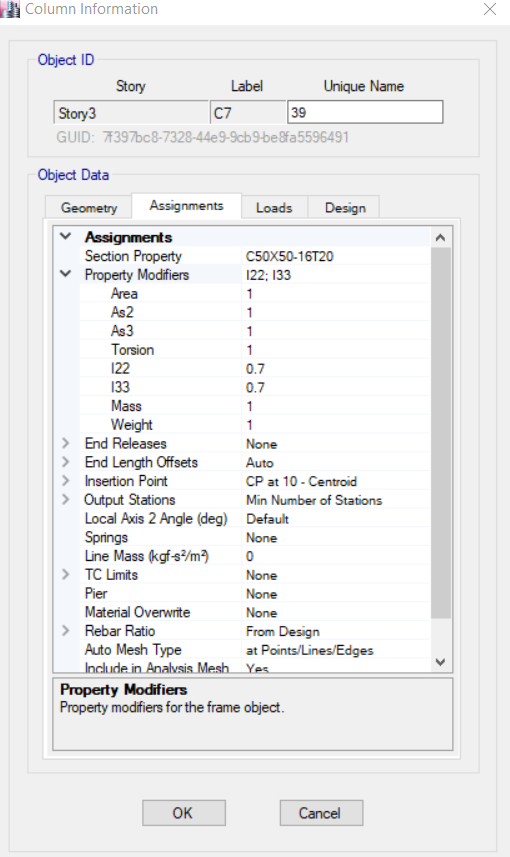 Column Information
Object ID
Story Label Unique Name
Story3 C7 39
GUID: 7f397bc8-7328-44e9-9cb9-be8fa5596491
Object Data
Geometry Assignments Loads Design
Assignments
Section Property C50X50-16T20
Property Modifiers I22; I33
Area 1
As2 1
As3 1
Torsion 1
I22 0.7
I33 0.7
Mass 1
Weight 1
End Releases None
End Length Offsets Auto
Insertion Point CP at 10 - Centroid
Output Stations Min Number of Stations
Local Axis 2 Angle (deg) Default
Springs None
Line Mass (kgf-s²/m²) 0
TC Limits None
Pier None
Material Overwrite None
Rebar Ratio From Design
Auto Mesh Type at Points/Lines/Edges
Include in Analysis Mesh Yes
Property Modifiers
Property modifiers for the frame object.
OK Cancel